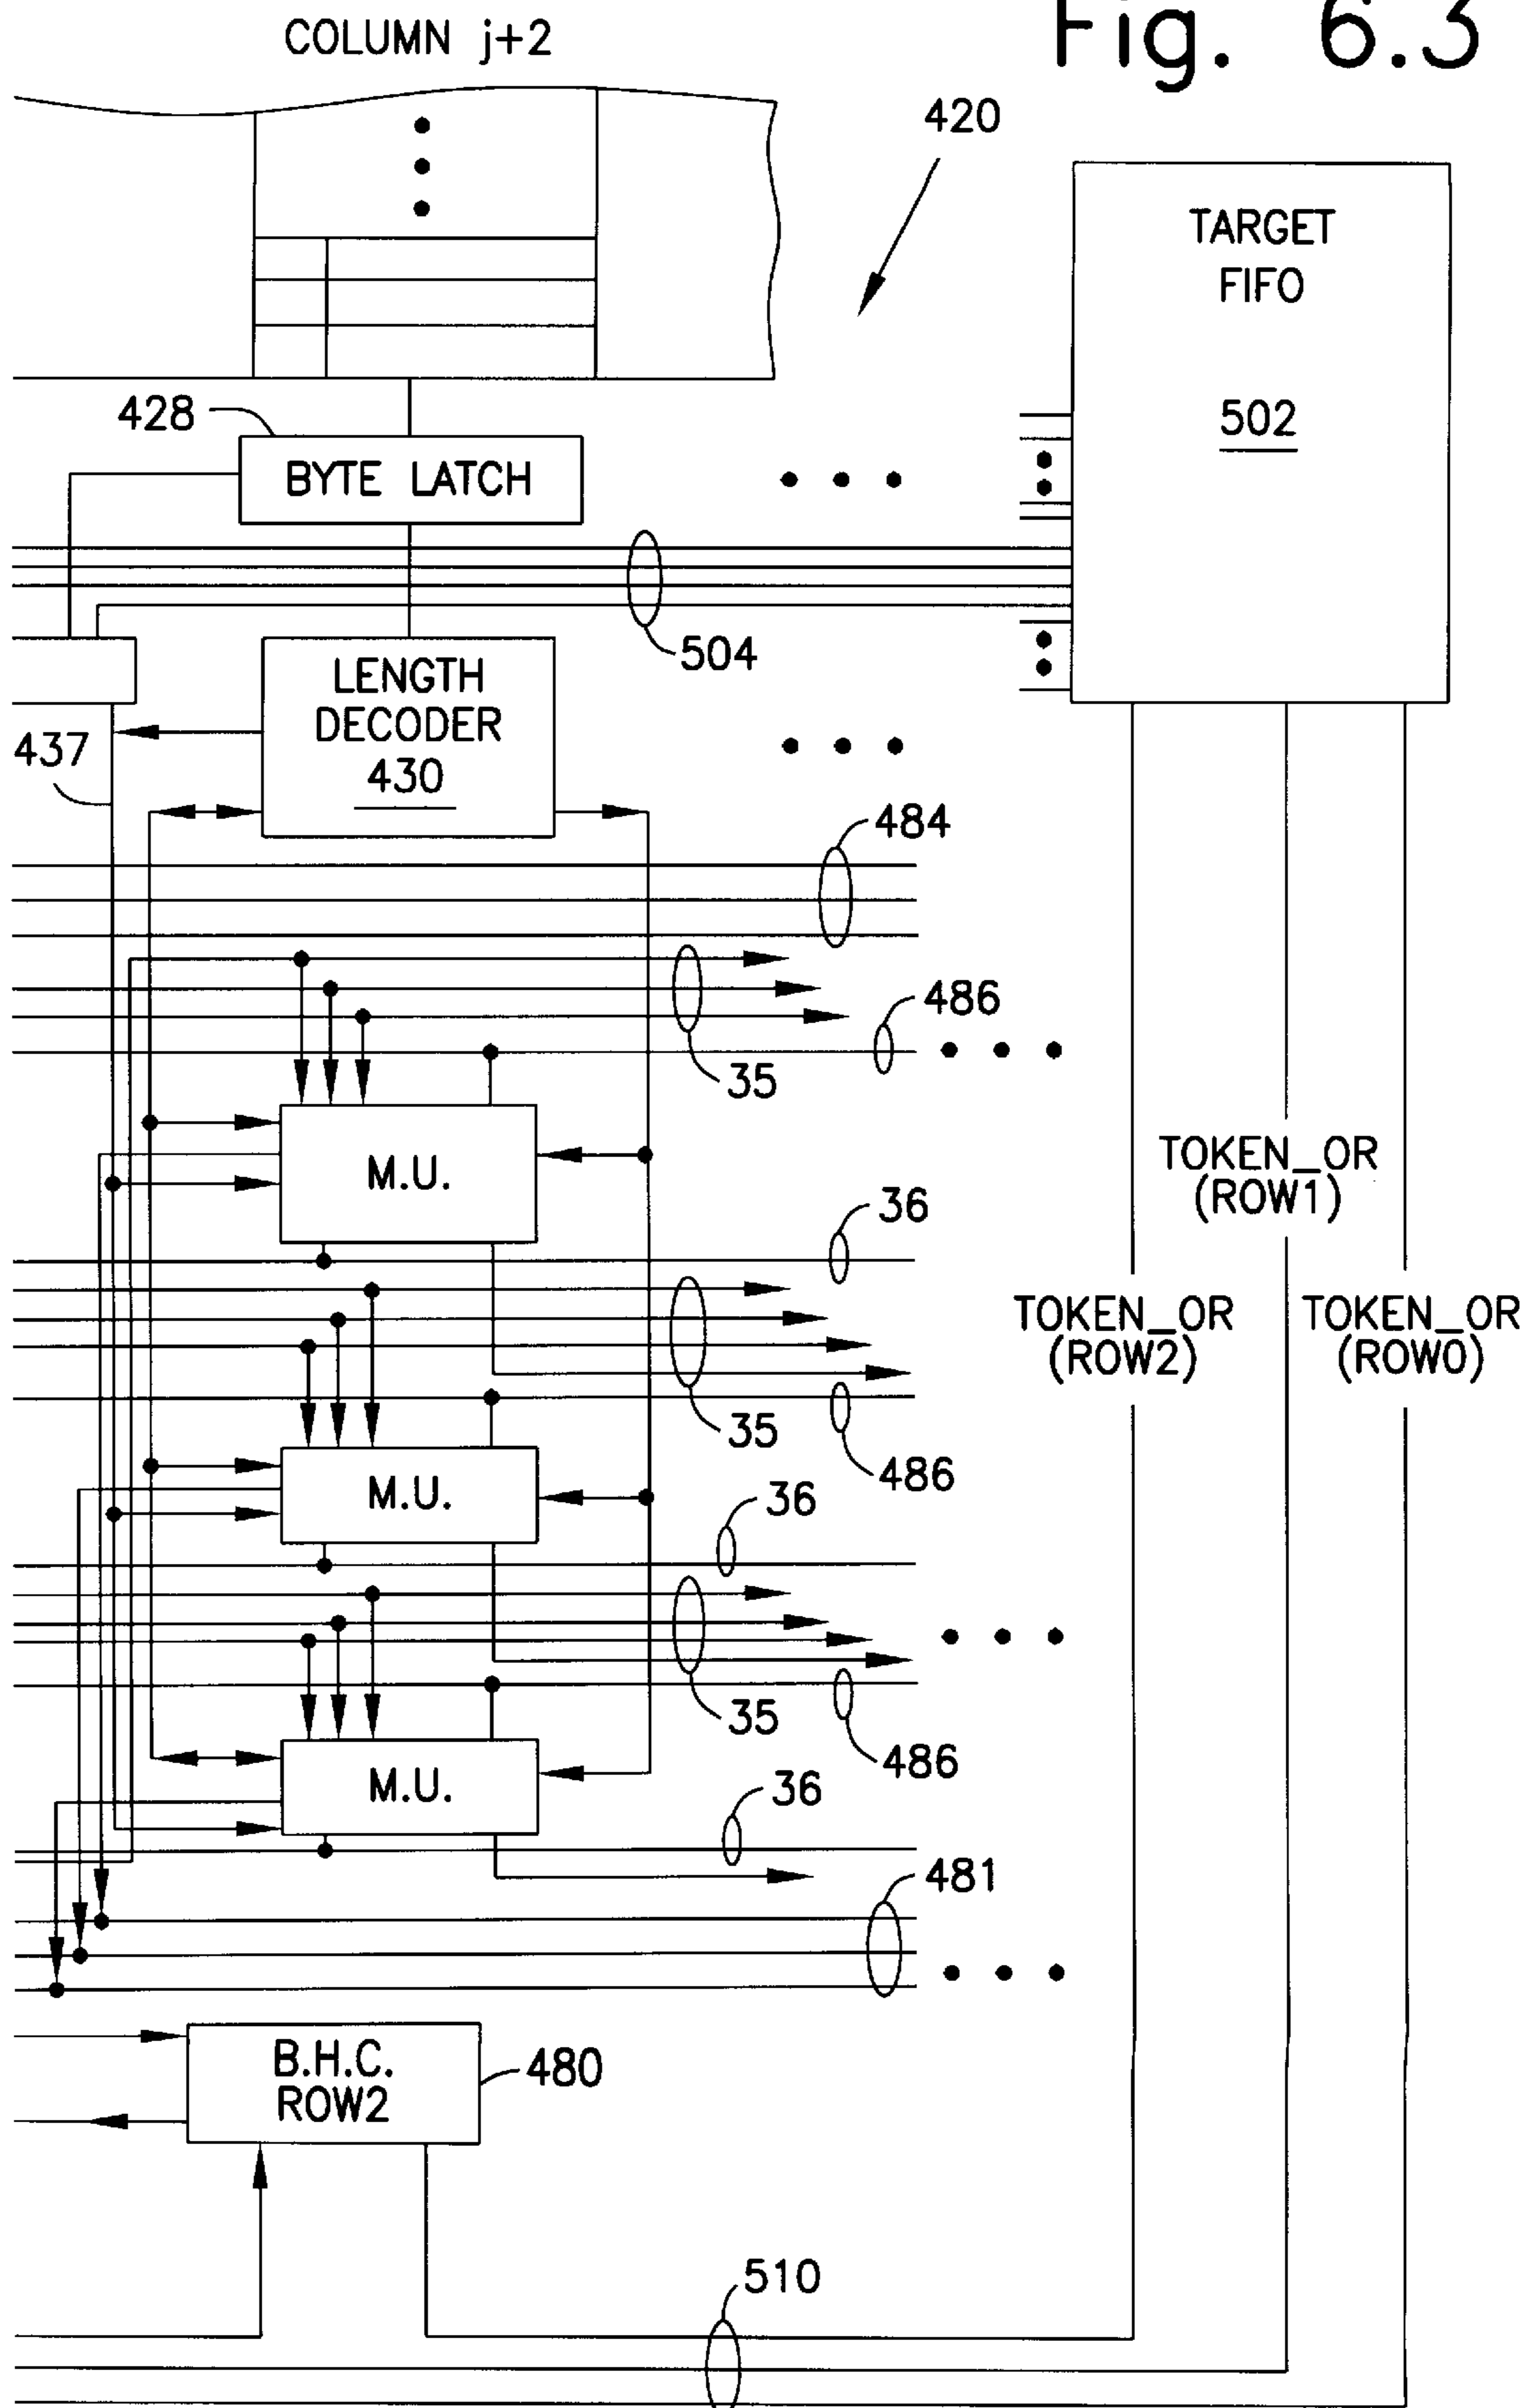 Fig. 6.3
COLUMN j+2
420
TARGET
FIFO
502
428
BYTE LATCH
504
LENGTH
DECODER
430
437
484
486
35
M.U.
TOKEN_OR
(ROW1)
36
TOKEN_OR
(ROW2)
TOKEN_OR
(ROW0)
35
486
M.U.
36
35
486
M.U.
36
481
B.H.C.
ROW2
480
510